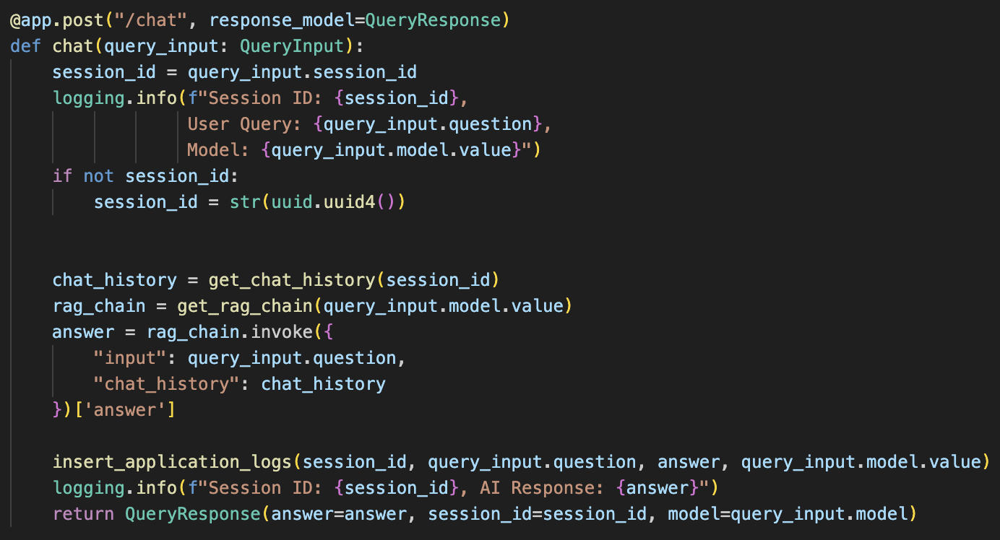 @app.post("/chat", response_model=QueryResponse)
def chat(query_input: QueryInput):
    session_id = query_input.session_id
    logging.info(f"Session ID: {session_id},
                 User Query: {query_input.question},
                 Model: {query_input.model.value}")
    if not session_id:
        session_id = str(uuid.uuid4())


    chat_history = get_chat_history(session_id)
    rag_chain = get_rag_chain(query_input.model.value)
    answer = rag_chain.invoke({
        "input": query_input.question,
        "chat_history": chat_history
    })['answer']

    insert_application_logs(session_id, query_input.question, answer, query_input.model.value)
    logging.info(f"Session ID: {session_id}, AI Response: {answer}")
    return QueryResponse(answer=answer, session_id=session_id, model=query_input.model)